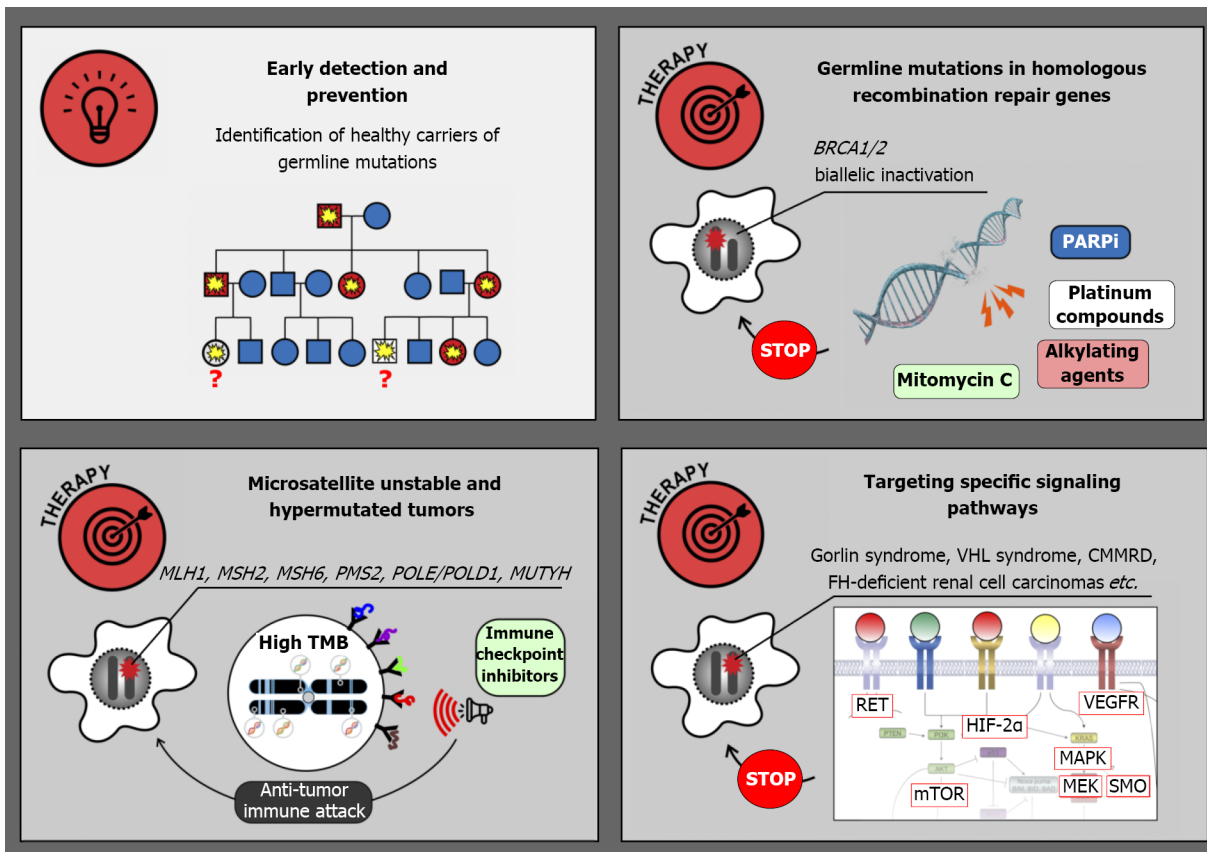 Early detection and
prevention
Identification of healthy carriers of
germline mutations
?
?
THERAPY
Germline mutations in homologous
recombination repair genes
BRCA1/2
biallelic inactivation
PARPi
Platinum
compounds
Alkylating
agents
Mitomycin C
STOP
THERAPY
Microsatellite unstable and
hypermutated tumors
MLH1, MSH2, MSH6, PMS2, POLE/POLD1, MUTYH
High TMB
Immune
checkpoint
inhibitors
Anti-tumor
immune attack
THERAPY
Targeting specific signaling
pathways
Gorlin syndrome, VHL syndrome, CMMRD,
FH-deficient renal cell carcinomas etc.
RET
VEGFR
HIF-2α
PTEN
PI3K
KRAS
MAPK
AKT
mTOR
MEK
SMO
STOP